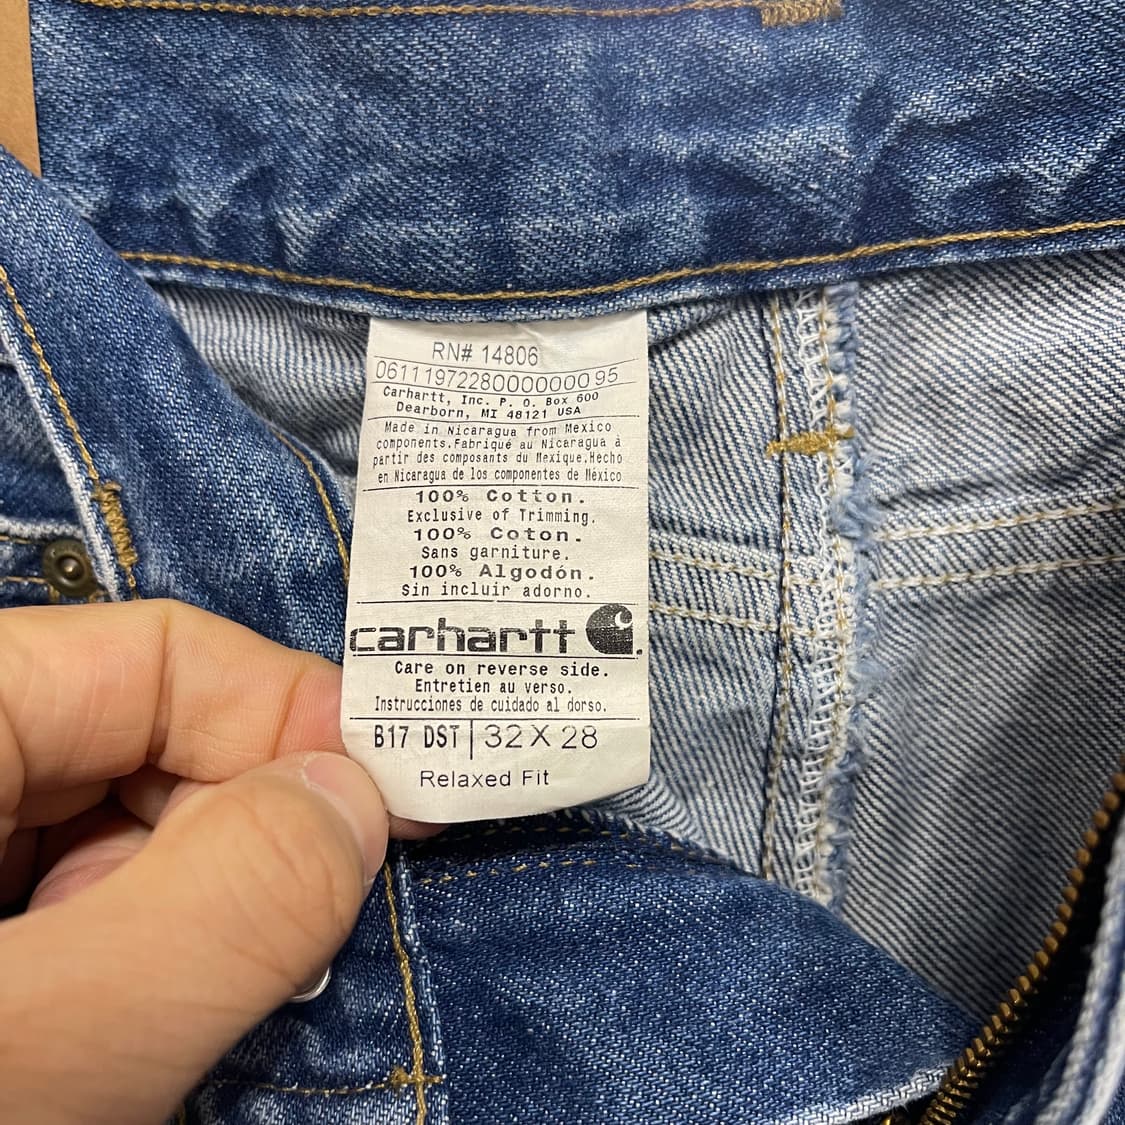 RN# 14806
0611197228000000095
Carhartt, Inc. P. O. Box 600
Dearborn, MI 48121 USA
Made in Nicaragua from Mexico
components.Fabriqué au Nicaragua à
partir des composants du Mexique.Hecho
en Nicaragua de los componentes de México
100% Cotton.
Exclusive of Trimming.
100% Coton.
Sans garniture.
100% Algodón.
Sin incluir adorno.
carhartt
Care on reverse side.
Entretien au verso.
Instrucciones de cuidado al dorso.
B17 DST | 32 X 28
Relaxed Fit